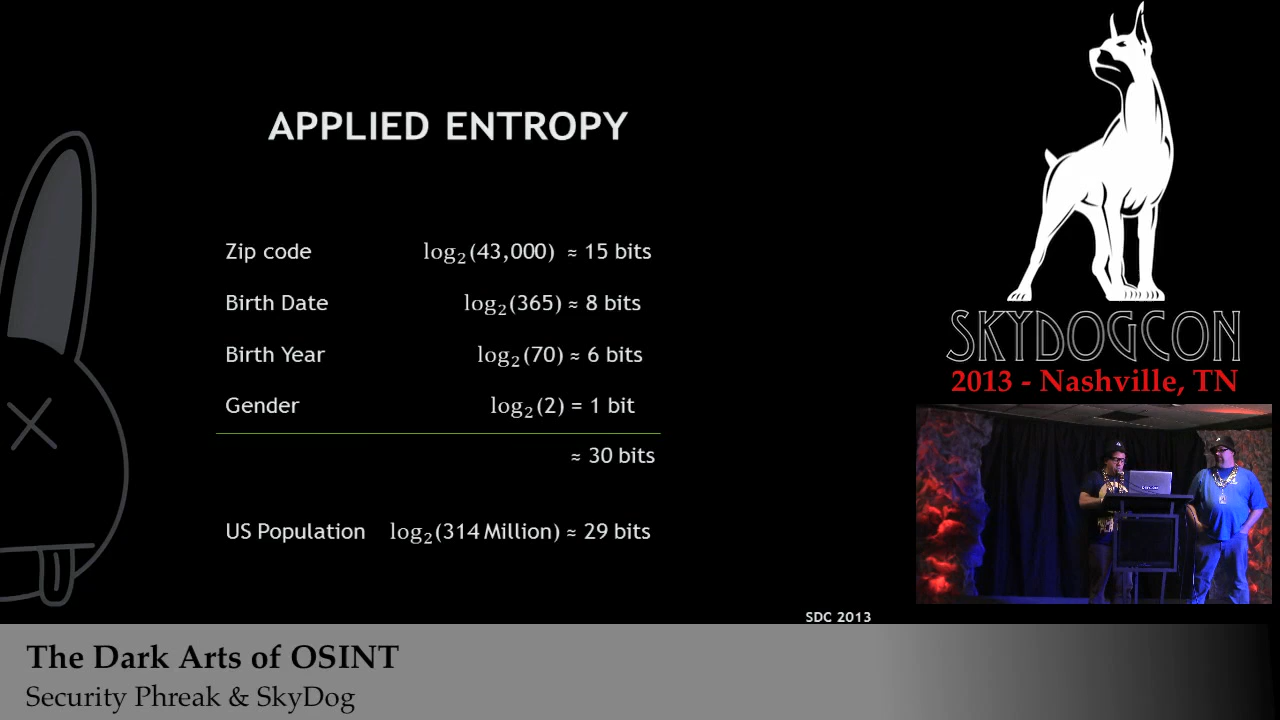 APPLIED ENTROPY
Zip code log₂(43,000) ≈ 15 bits
Birth Date log₂(365) ≈ 8 bits
Birth Year log₂(70) ≈ 6 bits
Gender log₂(2) = 1 bit
≈ 30 bits
US Population log₂(314 Million) ≈ 29 bits
SDC 2013
SKYDOGCON
2013 - Nashville, TN
The Dark Arts of OSINT
Security Phreak & SkyDog